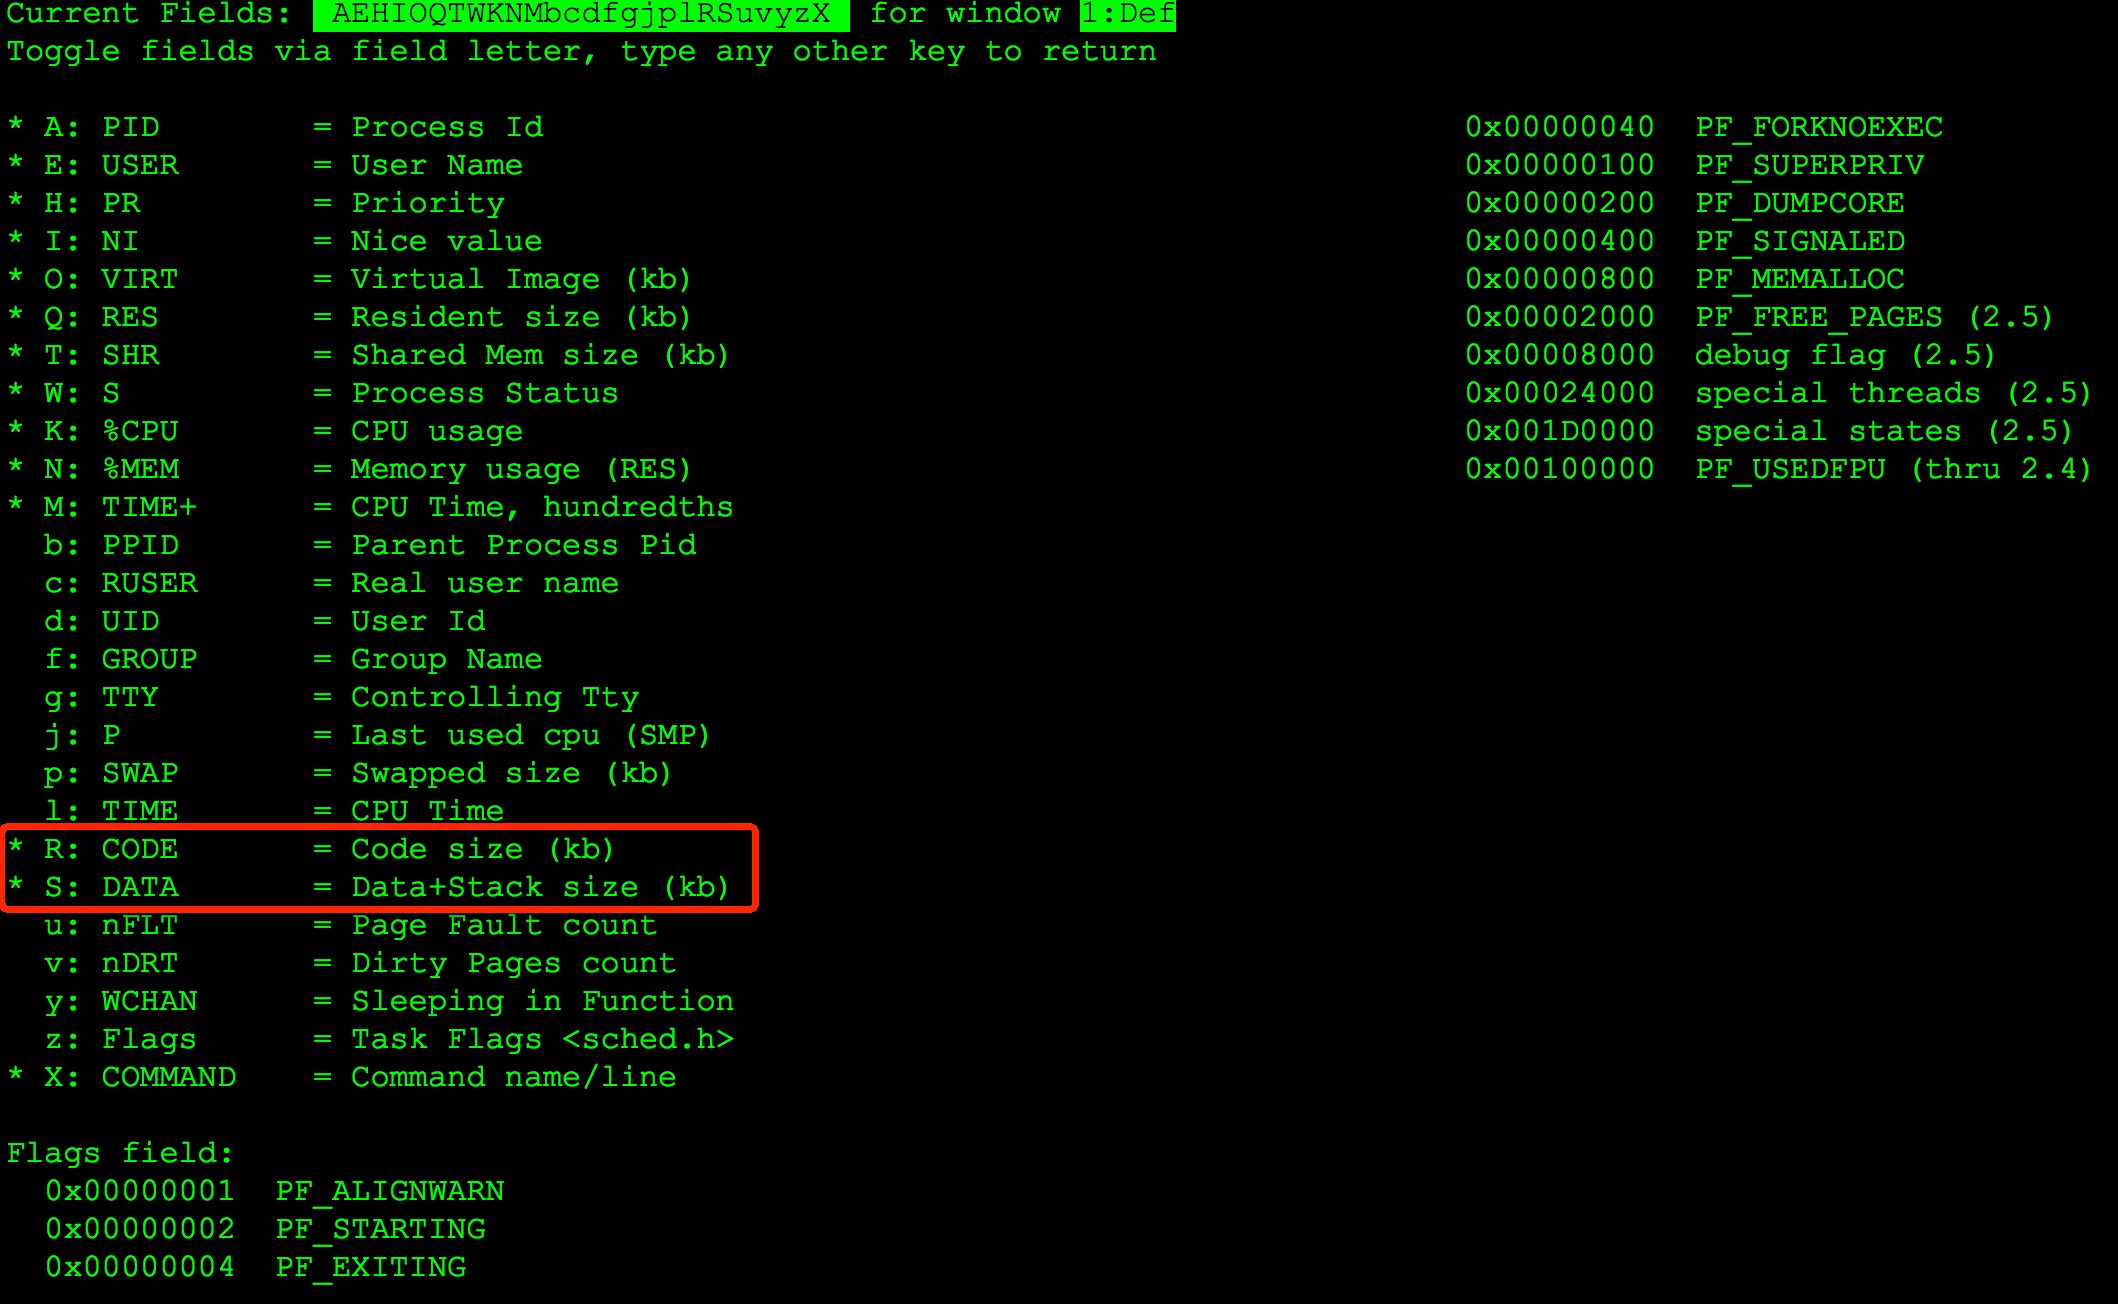 Current Fields:  AEHIOQTWKNMbcdfgjplRSuvyzX  for window 1:Def
Toggle fields via field letter, type any other key to return
* A: PID        = Process Id                                                0x00000040  PF_FORKNOEXEC
* E: USER       = User Name                                                 0x00000100  PF_SUPERPRIV
* H: PR         = Priority                                                  0x00000200  PF_DUMPCORE
* I: NI         = Nice value                                                0x00000400  PF_SIGNALED
* O: VIRT       = Virtual Image (kb)                                        0x00000800  PF_MEMALLOC
* Q: RES        = Resident size (kb)                                        0x00002000  PF_FREE_PAGES (2.5)
* T: SHR        = Shared Mem size (kb)                                      0x00008000  debug flag (2.5)
* W: S          = Process Status                                            0x00024000  special threads (2.5)
* K: %CPU       = CPU usage                                                 0x001D0000  special states (2.5)
* N: %MEM       = Memory usage (RES)                                        0x00100000  PF_USEDFPU (thru 2.4)
* M: TIME+      = CPU Time, hundredths
  b: PPID       = Parent Process Pid
  c: RUSER      = Real user name
  d: UID        = User Id
  f: GROUP      = Group Name
  g: TTY        = Controlling Tty
  j: P          = Last used cpu (SMP)
  p: SWAP       = Swapped size (kb)
  l: TIME       = CPU Time
* R: CODE       = Code size (kb)
* S: DATA       = Data+Stack size (kb)
  u: nFLT       = Page Fault count
  v: nDRT       = Dirty Pages count
  y: WCHAN      = Sleeping in Function
  z: Flags      = Task Flags <sched.h>
* X: COMMAND    = Command name/line
Flags field:
  0x00000001  PF_ALIGNWARN
  0x00000002  PF_STARTING
  0x00000004  PF_EXITING